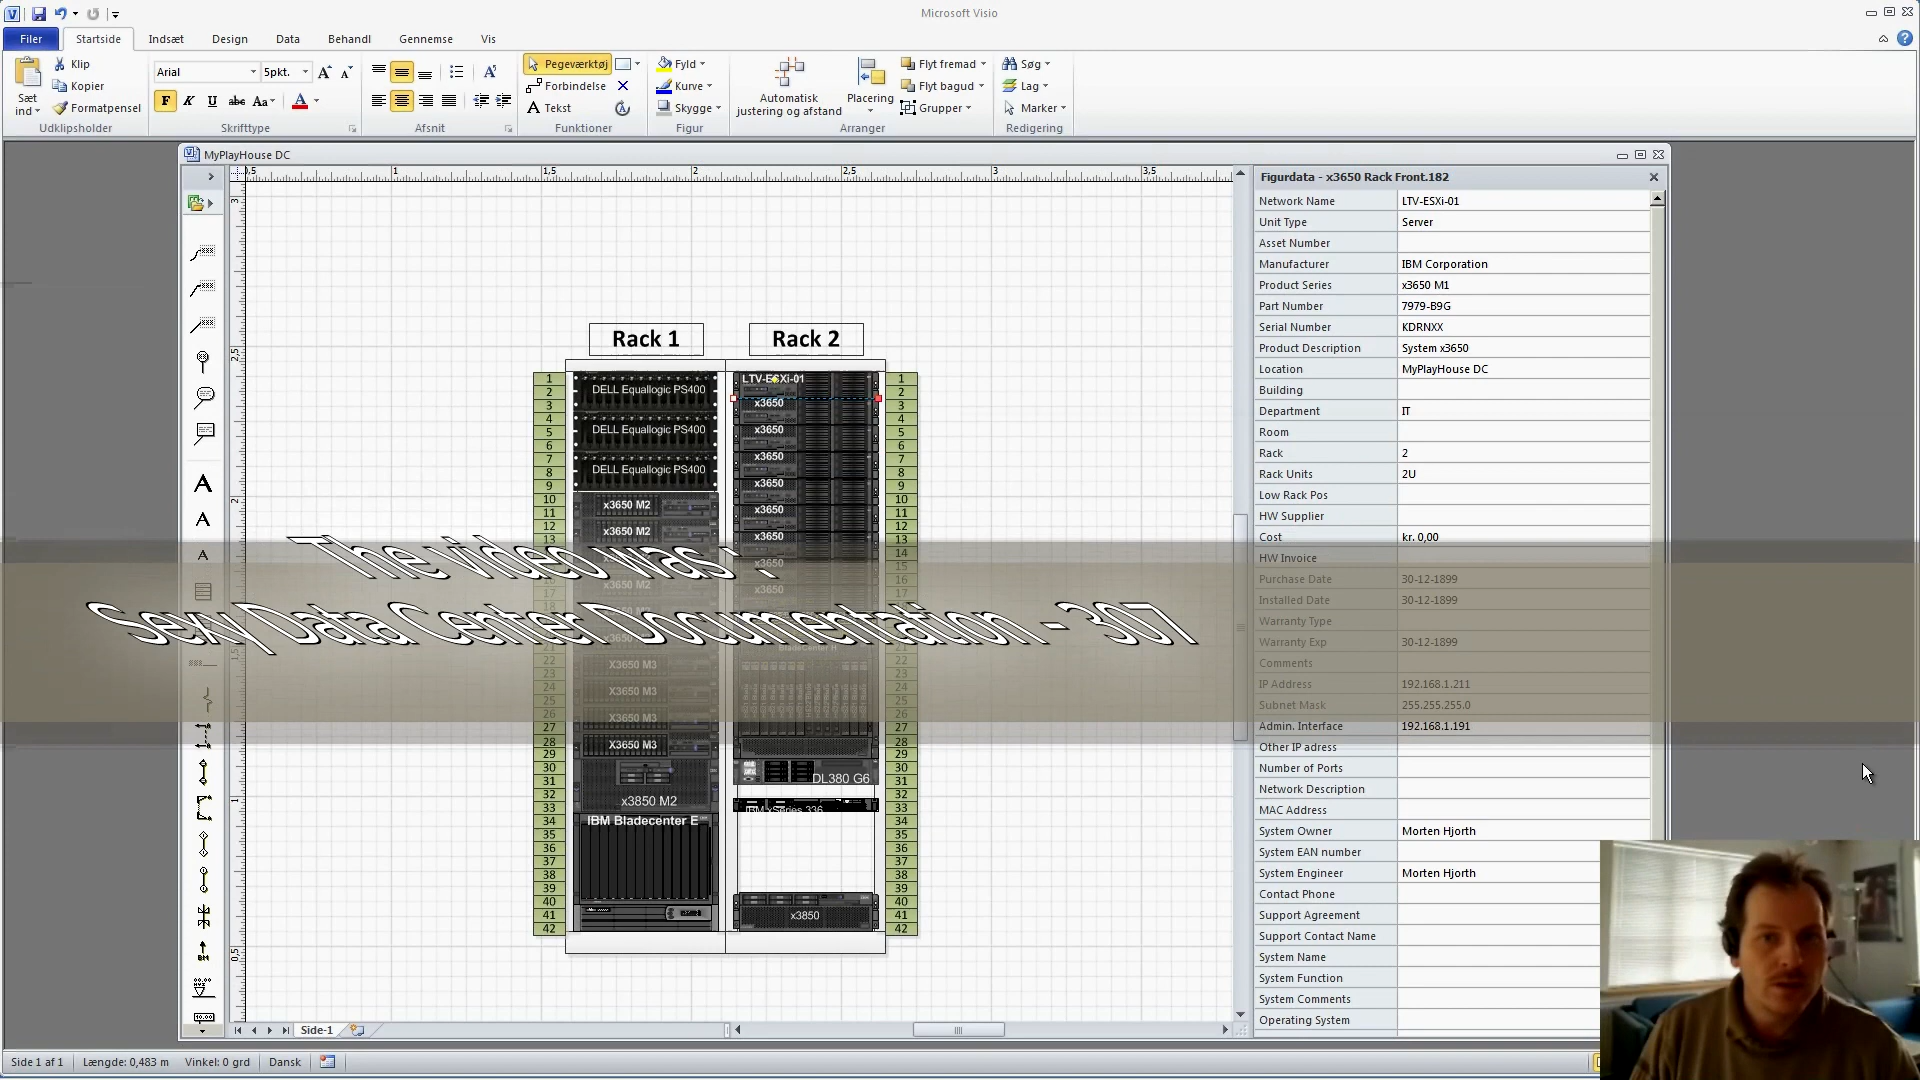 Microsoft Visio
Filer Startside Indsæt Design Data Behandl Gennemse Vis
Sæt ind
Klip
Kopier
Formatpensel
Udklipsholder
Arial 5pkt.
F K U abc Aa A
Skrifttype
Afsnit
Pegeværktøj
Forbindelse
Tekst
Funktioner
Fyld
Kurve
Skygge
Figur
Automatisk justering og afstand
Placering
Flyt fremad
Flyt bagud
Grupper
Arranger
Søg
Lag
Marker
Redigering
MyPlayHouse DC
Rack 1
Rack 2
DELL Equallogic PS400
DELL Equallogic PS400
DELL Equallogic PS400
x3650 M2
x3650 M2
x3650 M2
X3650 M3
X3650 M3
X3650 M3
X3650 M3
x3850 M2
IBM Bladecenter E
LTV-ESXi-01
x3650
x3650
x3650
x3650
x3650
x3650
x3650
x3650
BladeCenter H
DL380 G6
IBM xSeries 336
x3850
The video was :
Sexy Data Center Documentation - 307
Figurdata - x3650 Rack Front.182
Network Name LTV-ESXi-01
Unit Type Server
Asset Number
Manufacturer IBM Corporation
Product Series x3650 M1
Part Number 7979-B9G
Serial Number KDRNXX
Product Description System x3650
Location MyPlayHouse DC
Building
Department IT
Room
Rack 2
Rack Units 2U
Low Rack Pos
HW Supplier
Cost kr. 0,00
HW Invoice
Purchase Date 30-12-1899
Installed Date 30-12-1899
Warranty Type
Warranty Exp 30-12-1899
Comments
IP Address 192.168.1.211
Subnet Mask 255.255.255.0
Admin. Interface 192.168.1.191
Other IP adress
Number of Ports
Network Description
MAC Address
System Owner Morten Hjorth
System EAN number
System Engineer Morten Hjorth
Contact Phone
Support Agreement
Support Contact Name
System Name
System Function
System Comments
Operating System
Side-1
Side 1 af 1 Længde: 0,483 m Vinkel: 0 grd Dansk